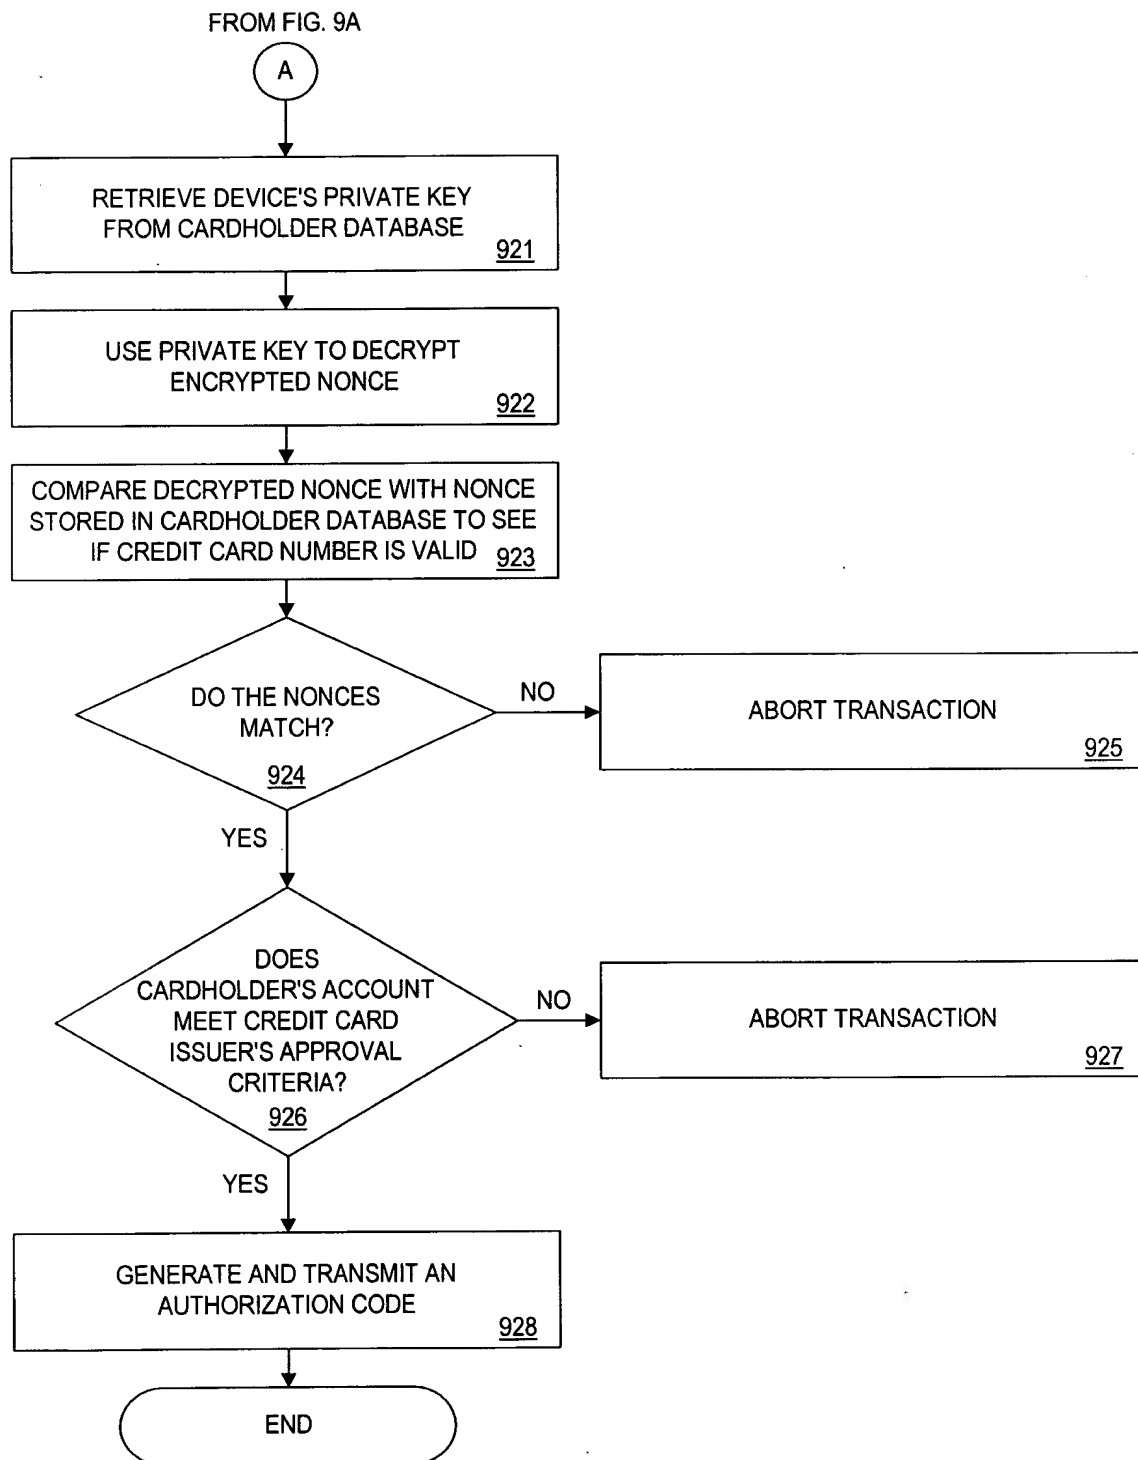 FROM FIG. 9A
A
RETRIEVE DEVICE'S PRIVATE KEY
FROM CARDHOLDER DATABASE
921
USE PRIVATE KEY TO DECRYPT
ENCRYPTED NONCE
922
COMPARE DECRYPTED NONCE WITH NONCE
STORED IN CARDHOLDER DATABASE TO SEE
IF CREDIT CARD NUMBER IS VALID 923
DO THE NONCES
MATCH?
924
NO
ABORT TRANSACTION
925
YES
DOES
CARDHOLDER'S ACCOUNT
MEET CREDIT CARD
ISSUER'S APPROVAL
CRITERIA?
926
NO
ABORT TRANSACTION
927
YES
GENERATE AND TRANSMIT AN
AUTHORIZATION CODE
928
END